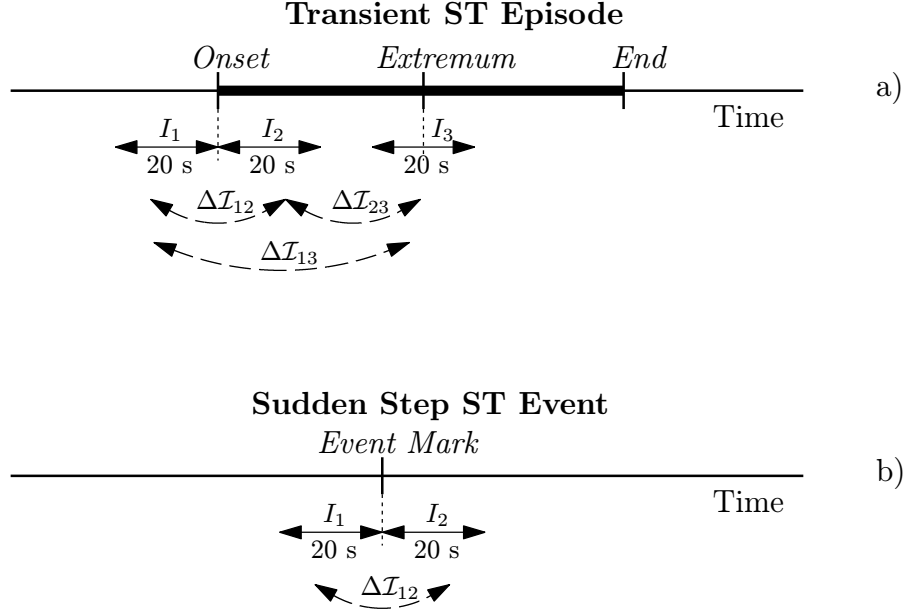 Transient ST Episode
Onset Extremum End
a)
Time
I₁ I₂ I₃
20 s 20 s 20 s
Δℐ₁₂ Δℐ₂₃
Δℐ₁₃
Sudden Step ST Event
Event Mark
b)
Time
I₁ I₂
20 s 20 s
Δℐ₁₂